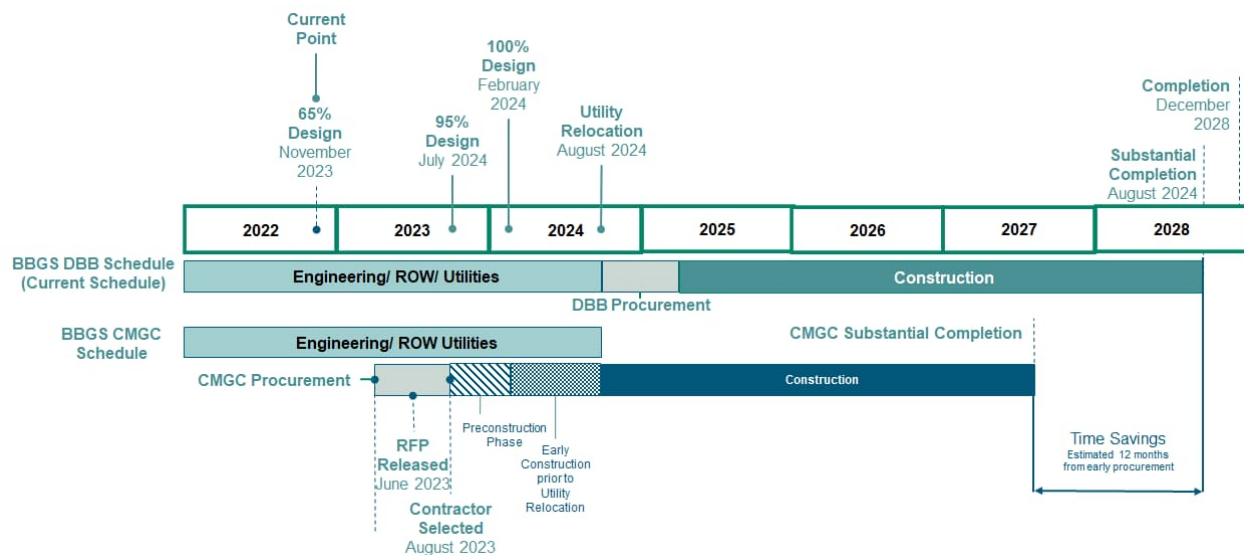 Current
Point
65%
Design
November
2023
95%
Design
July 2024
100%
Design
February
2024
Utility
Relocation
August 2024
Completion
December
2028
Substantial
Completion
August 2024
2022
2023
2024
2025
2026
2027
2028
BBGS DBB Schedule
(Current Schedule)
Engineering/ ROW/ Utilities
Construction
DBB Procurement
BBGS CMGC
Schedule
Engineering/ ROW Utilities
CMGC Substantial Completion
CMGC Procurement
Construction
RFP
Released
June 2023
Contractor
Selected
August 2023
Preconstruction
Phase
Early
Construction
prior to
Utility
Relocation
Time Savings
Estimated 12 months
from early procurement